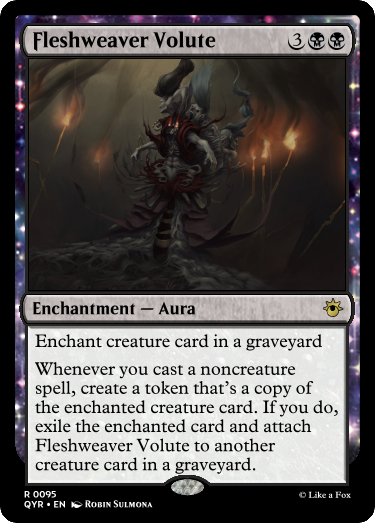 Fleshweaver Volute 3
Enchantment — Aura
Enchant creature card in a graveyard
Whenever you cast a noncreature
spell, create a token that's a copy of
the enchanted creature card. If you do,
exile the enchanted card and attach
Fleshweaver Volute to another
creature card in a graveyard.
R 0095
QYR • EN Robin Sulmona
© Like a Fox